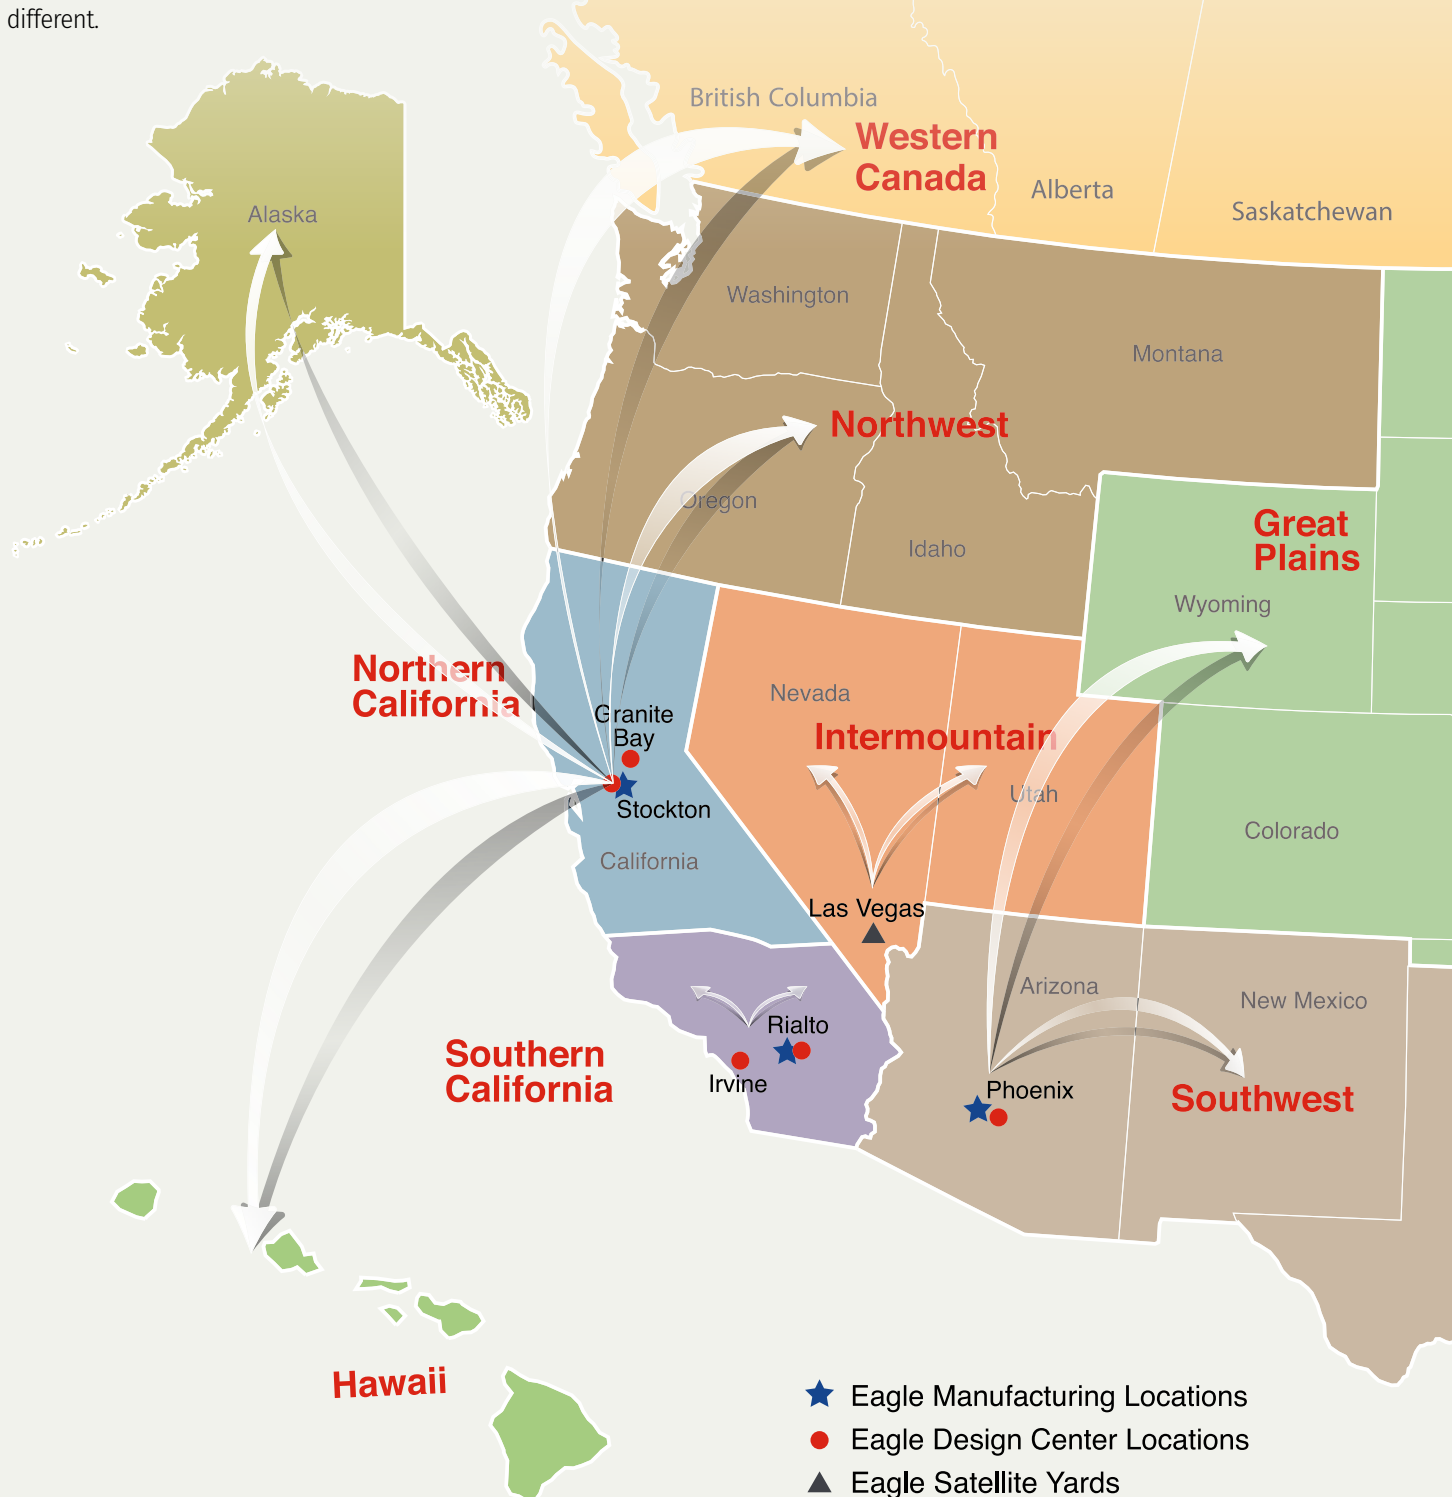 different.
British Columbia
Western
Canada
Alberta
Saskatchewan
Alaska
Washington
Montana
Northwest
Oregon
Idaho
Great
Plains
Wyoming
Northern
California
Nevada
Granite
Bay
Intermountain
Utah
Stockton
Colorado
California
Las Vegas
Arizona
New Mexico
Rialto
Southern
California
Irvine
Phoenix
Southwest
Hawaii
Eagle Manufacturing Locations
Eagle Design Center Locations
Eagle Satellite Yards